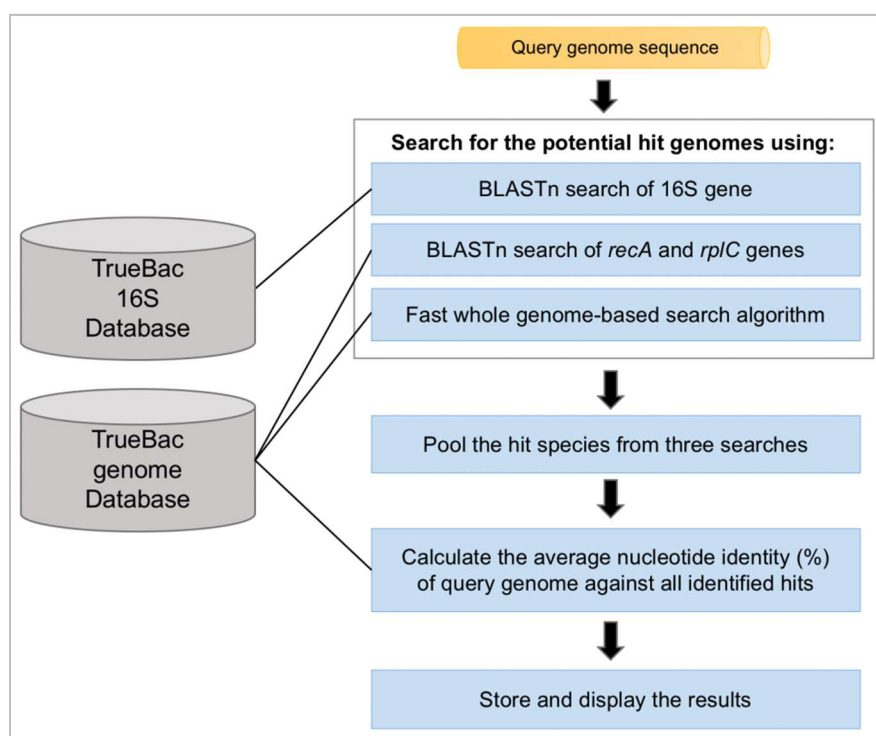 Query genome sequence
Search for the potential hit genomes using:
BLASTn search of 16S gene
BLASTn search of recA and rplC genes
Fast whole genome-based search algorithm
TrueBac
16S
Database
TrueBac
genome
Database
Pool the hit species from three searches
Calculate the average nucleotide identity (%)
of query genome against all identified hits
Store and display the results